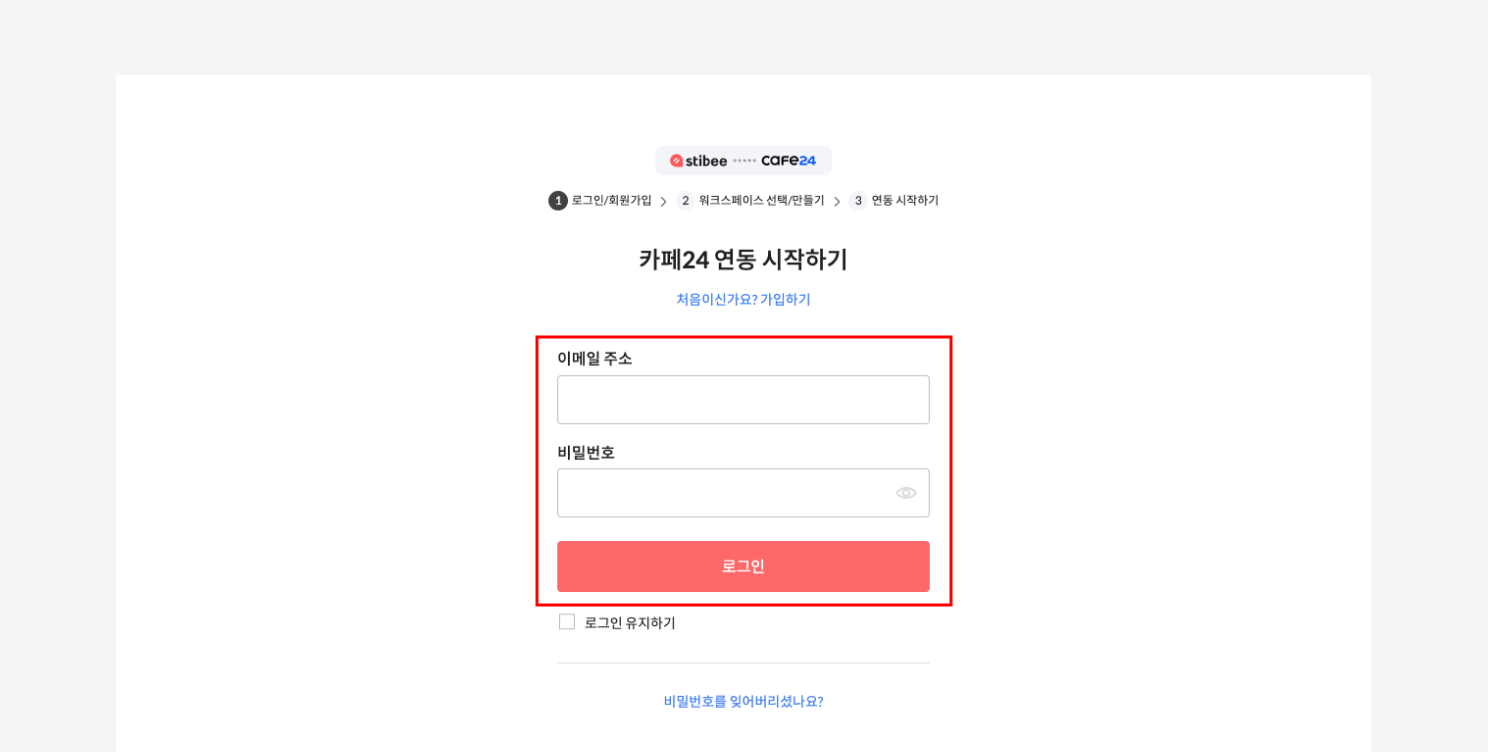 stibee ····· cafe24
1 로그인/회원가입 > 2 워크스페이스 선택/만들기 > 3 연동 시작하기
카페24 연동 시작하기
처음이신가요? 가입하기
이메일 주소
비밀번호
로그인
로그인 유지하기
비밀번호를 잊어버리셨나요?